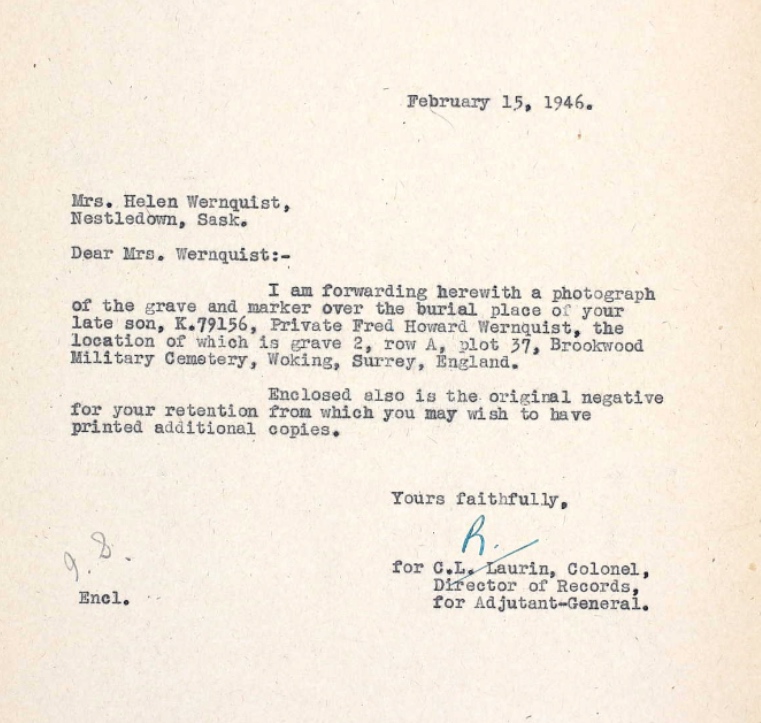 February 15, 1946.
Mrs. Helen Wernquist,
Nestledown, Sask.
Dear Mrs. Wernquist:-
I am forwarding herewith a photograph
of the grave and marker over the burial place of your
late son, K.79156, Private Fred Howard Wernquist, the
location of which is grave 2, row A, plot 37, Brookwood
Military Cemetery, Woking, Surrey, England.
Enclosed also is the original negative
for your retention from which you may wish to have
printed additional copies.
Yours faithfully,
R.
for C.L. Laurin, Colonel,
Director of Records,
for Adjutant-General.
Encl.